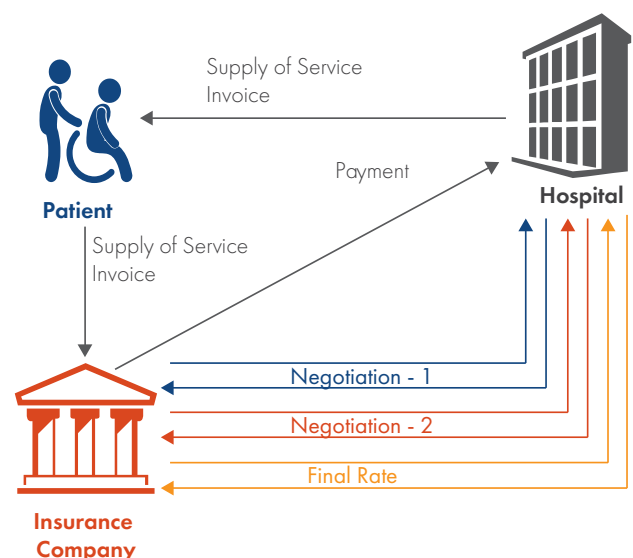 Supply of Service
Invoice
Payment
Hospital
Patient
Supply of Service
Invoice
Negotiation - 1
Negotiation - 2
Final Rate
Insurance
Company